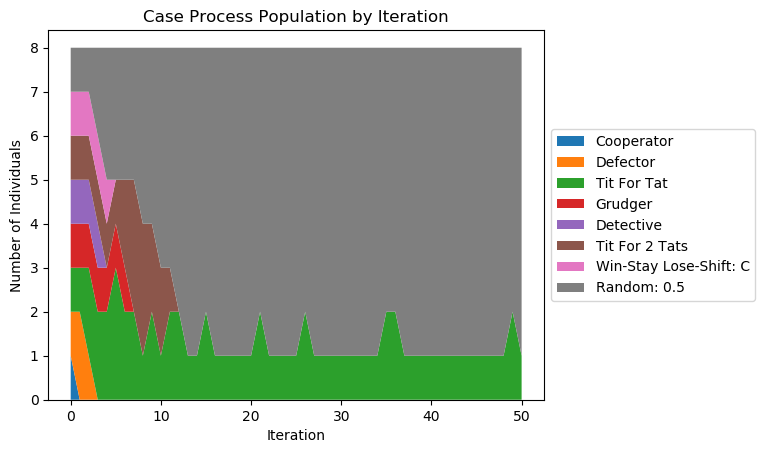 Case Process Population by Iteration
Number of Individuals
8
7
6
5
4
3
2
1
0
0 10 20 30 40 50
Iteration
Cooperator
Defector
Tit For Tat
Grudger
Detective
Tit For 2 Tats
Win-Stay Lose-Shift: C
Random: 0.5